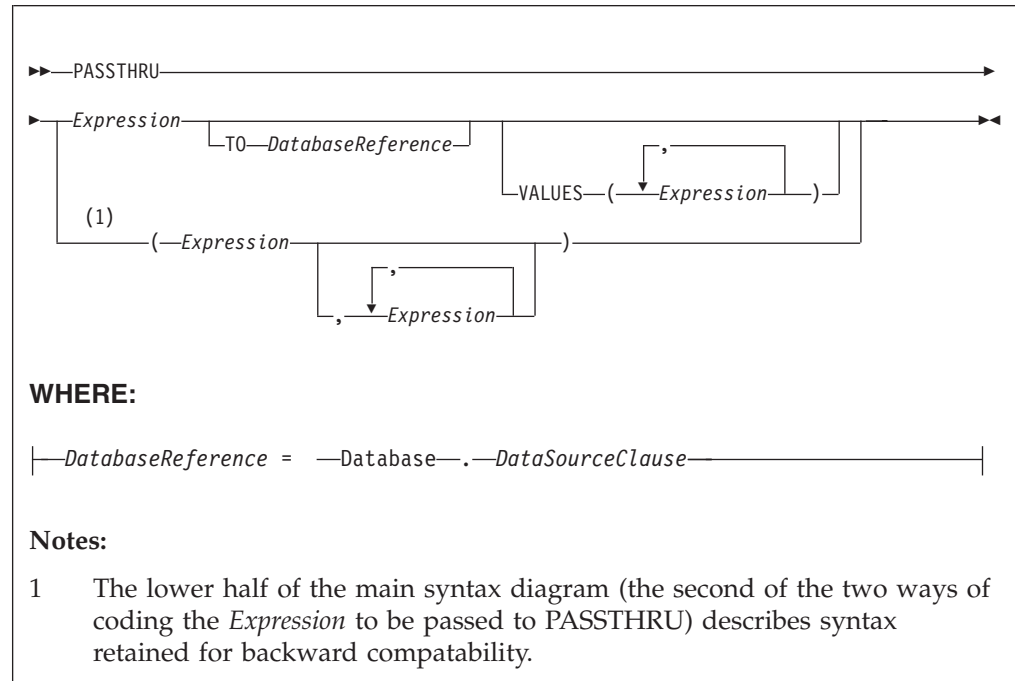 PASSTHRU
Expression
TO DatabaseReference
,
VALUES ( Expression )
(1)
( Expression )
,
, Expression
WHERE:
DatabaseReference = Database . DataSourceClause
Notes:
1 The lower half of the main syntax diagram (the second of the two ways of
coding the Expression to be passed to PASSTHRU) describes syntax
retained for backward compatability.